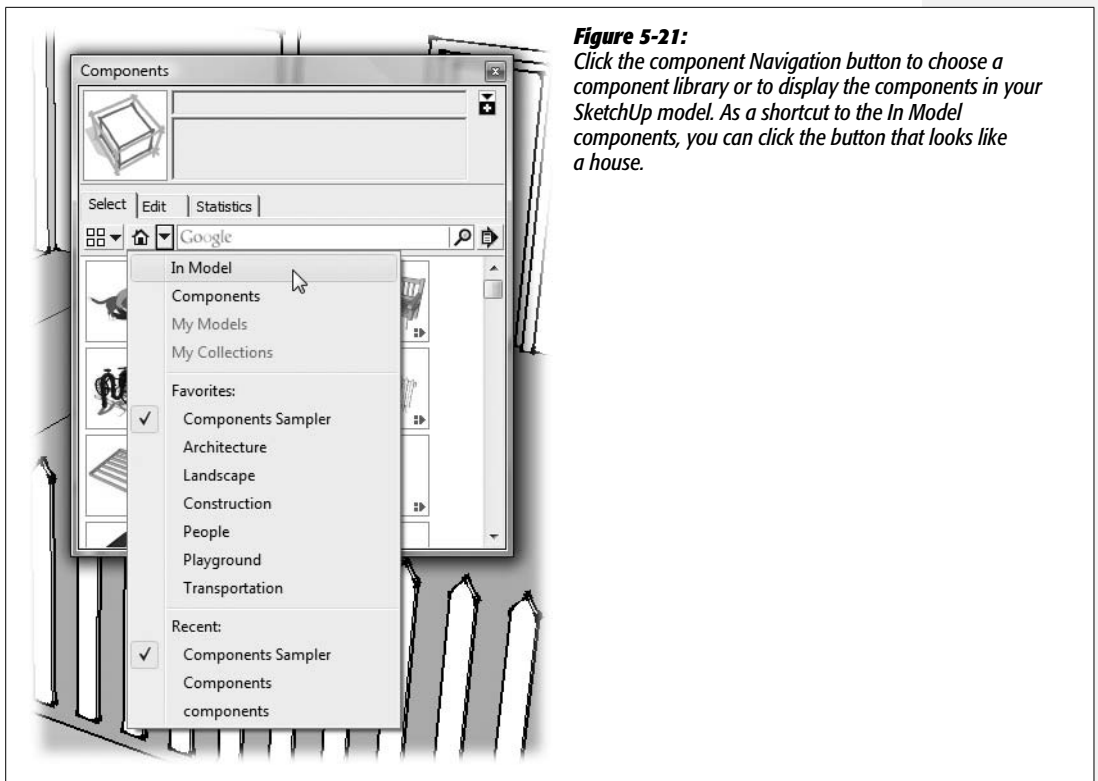 Figure 5-21:
Click the component Navigation button to choose a
component library or to display the components in your
SketchUp model. As a shortcut to the In Model
components, you can click the button that looks like
a house.
Components
Select
Edit
Statistics
Google
In Model
Components
My Models
My Collections
Favorites:
Components Sampler
Architecture
Landscape
Construction
People
Playground
Transportation
Recent:
Components Sampler
Components
components